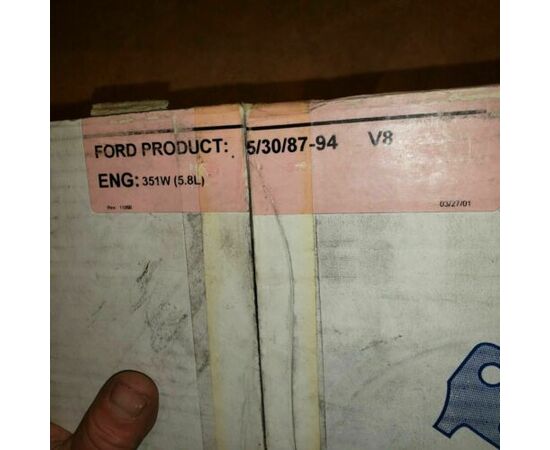 FORD PRODUCT: 5/30/87-94 V8
ENG: 351W (5.8L)
03/27/01